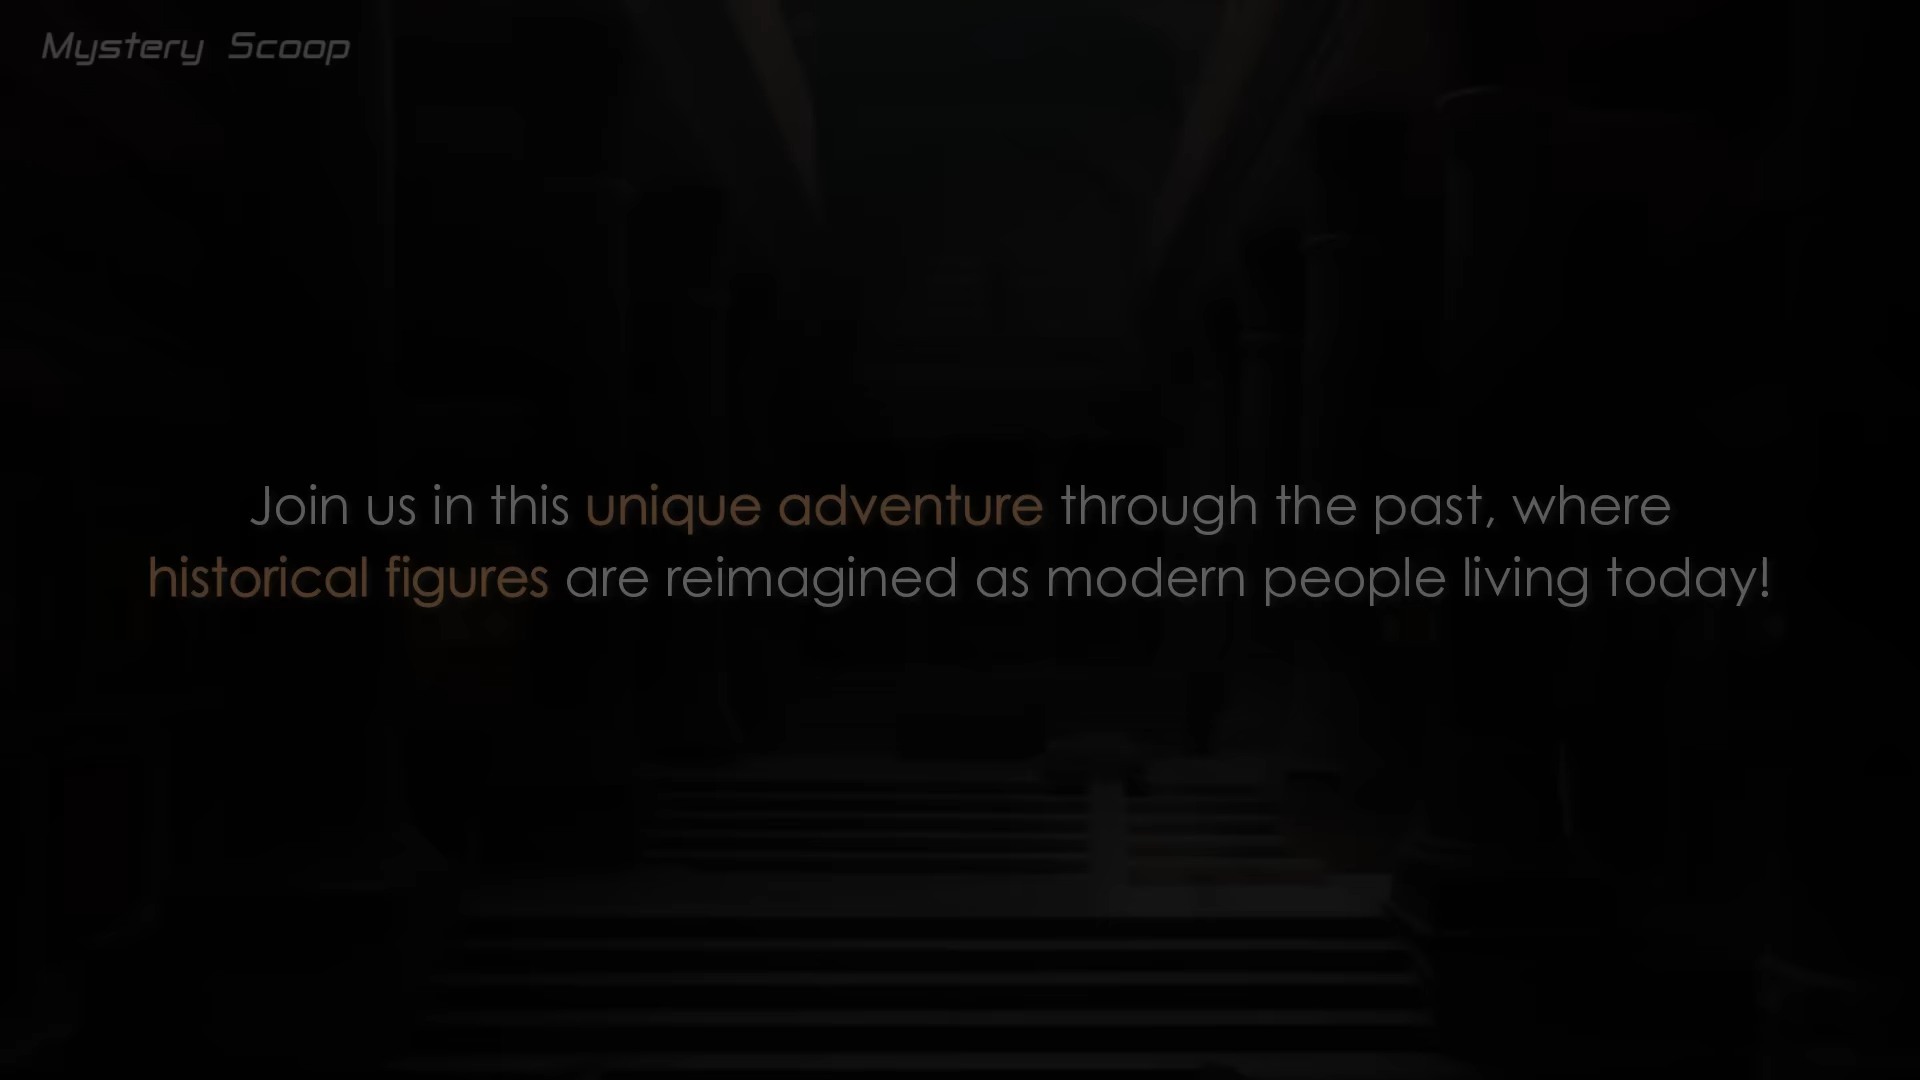 Mystery Scoop
Join us in this unique adventure through the past, where
historical figures are reimagined as modern people living today!